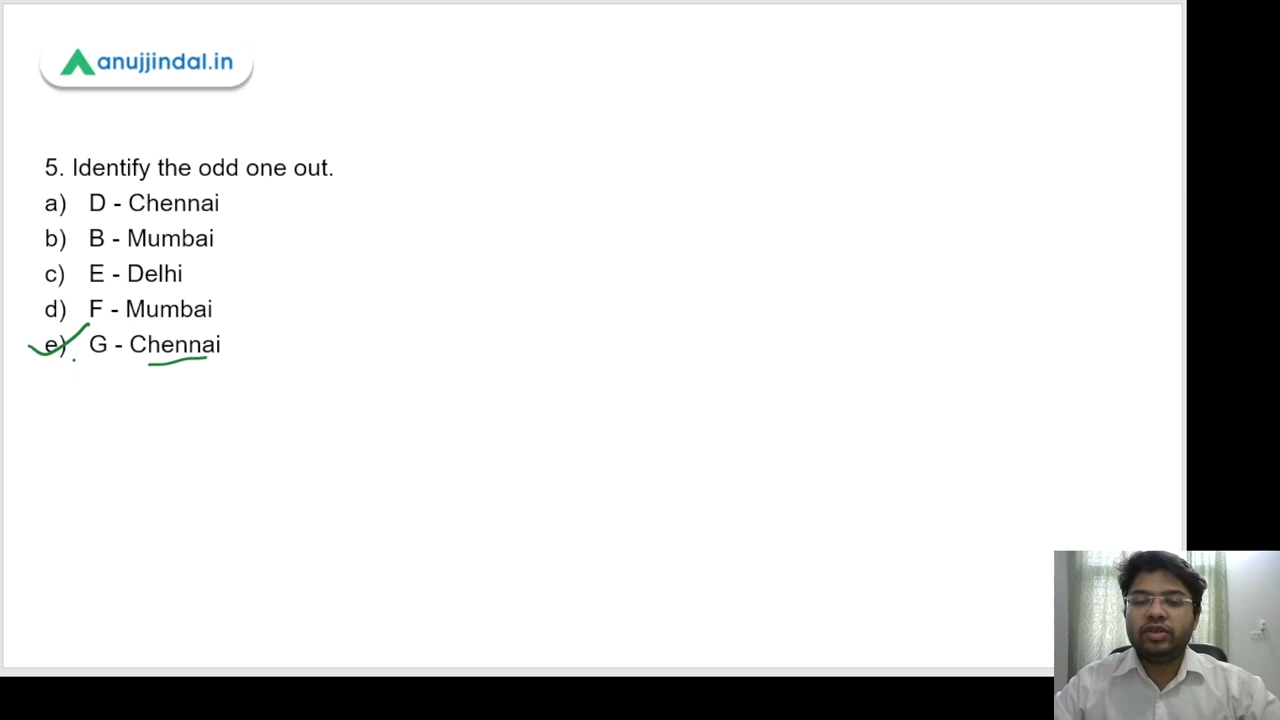 anujjindal.in
5. Identify the odd one out.
a) D - Chennai
b) B - Mumbai
c) E - Delhi
d) F - Mumbai
e) G - Chennai